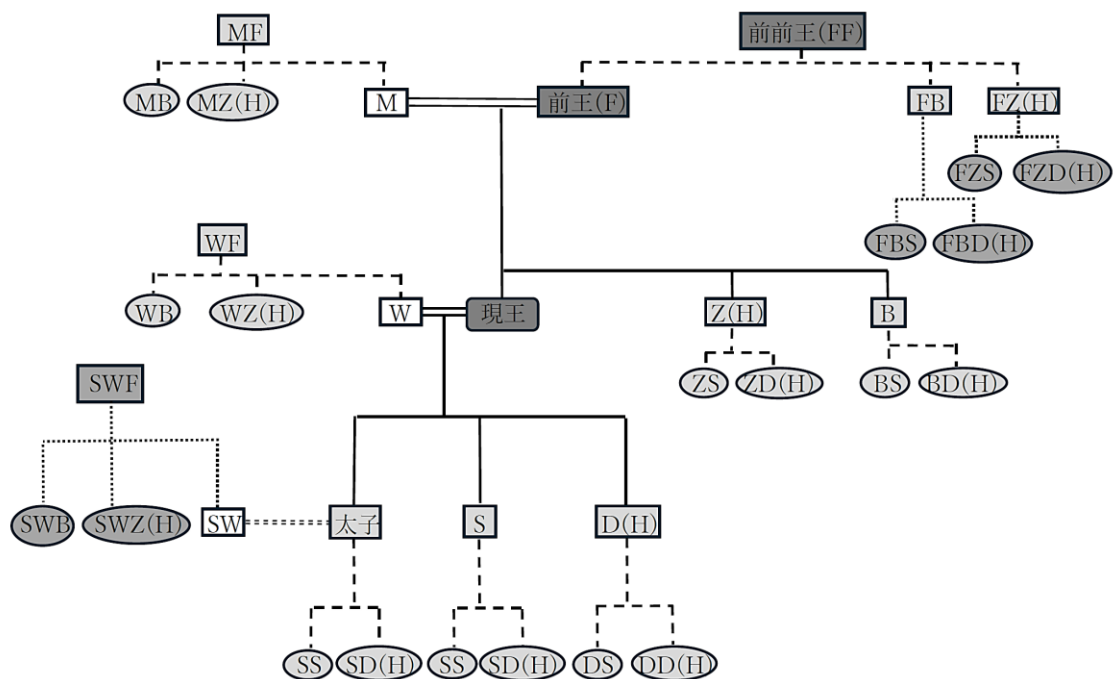 MF
前前王(FF)
MB
MZ(H)
M
前王(F)
FB
FZ(H)
FZS
FZD(H)
FBS
FBD(H)
WF
WB
WZ(H)
W
現王
Z(H)
B
ZS
ZD(H)
BS
BD(H)
SWF
SWB
SWZ(H)
SW
太子
S
D(H)
SS
SD(H)
SS
SD(H)
DS
DD(H)